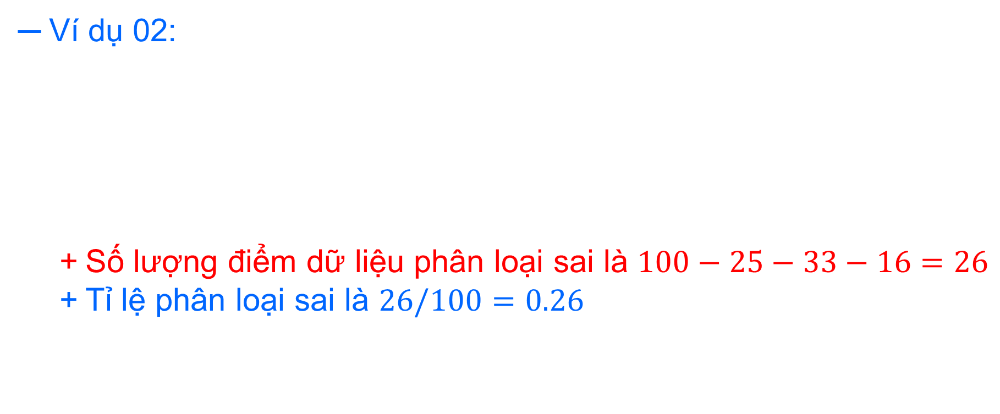 — Ví dụ 02:
+ Số lượng điểm dữ liệu phân loại sai là 100 − 25 − 33 − 16 = 26
+ Tỉ lệ phân loại sai là 26/100 = 0.26